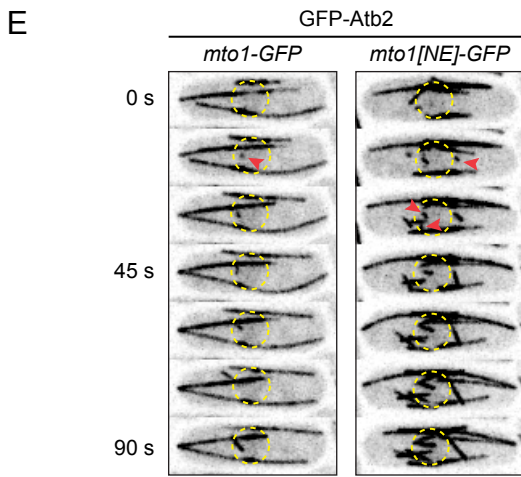 E
GFP-Atb2
mto1-GFP mto1[NE]-GFP
0 s
45 s
90 s